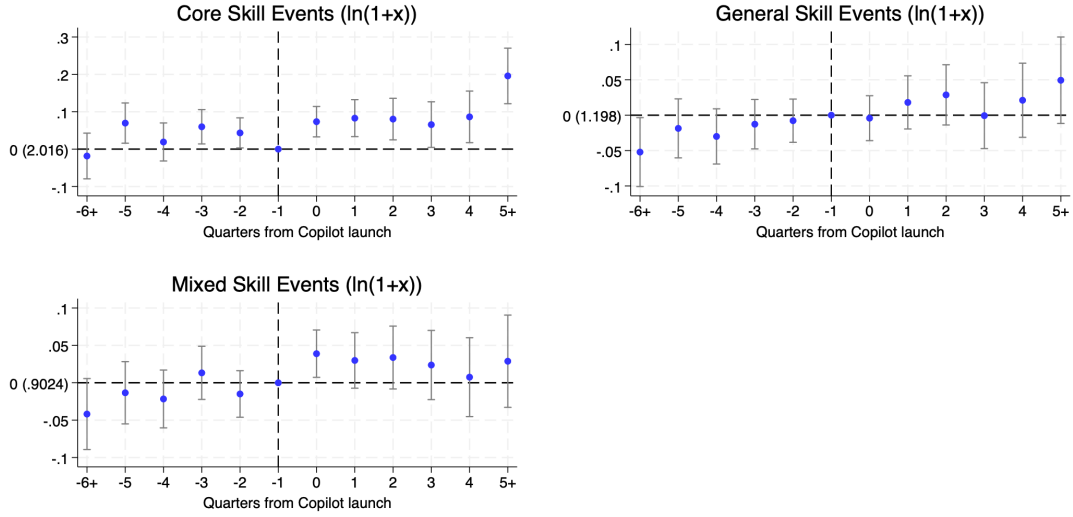 Core Skill Events (ln(1+x))
.3
.2
.1
0 (2.016)
-.1
-6+ -5 -4 -3 -2 -1 0 1 2 3 4 5+
Quarters from Copilot launch
General Skill Events (ln(1+x))
.1
.05
0 (1.198)
-.05
-.1
-6+ -5 -4 -3 -2 -1 0 1 2 3 4 5+
Quarters from Copilot launch
Mixed Skill Events (ln(1+x))
.1
.05
0 (.9024)
-.05
-.1
-6+ -5 -4 -3 -2 -1 0 1 2 3 4 5+
Quarters from Copilot launch